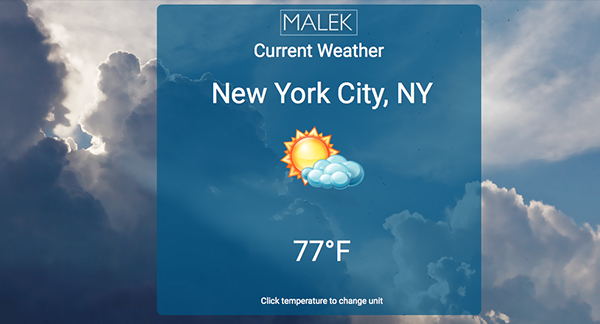 MALEK
Current Weather
New York City, NY
77°F
Click temperature to change unit